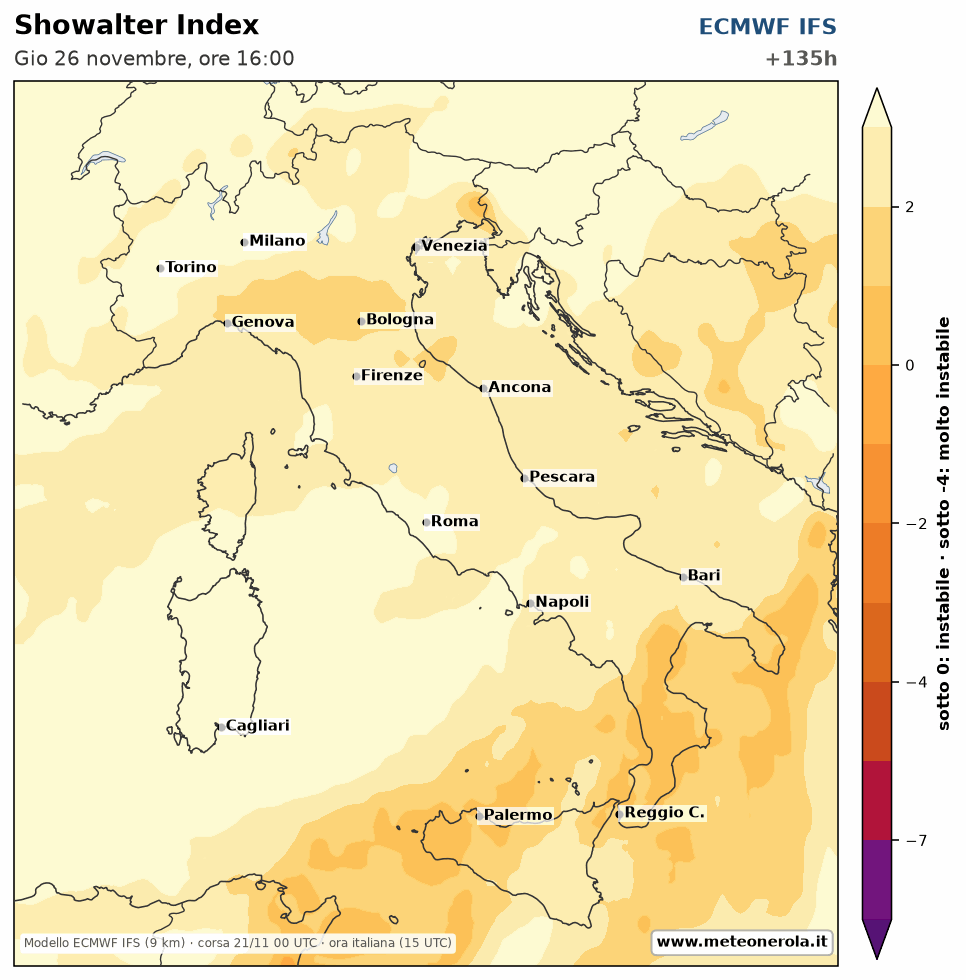 Showalter Index
ECMWF IFS
Gio 26 novembre, ore 16:00
+135h
Milano
Venezia
Torino
Genova
Bologna
Firenze
Ancona
Pescara
Roma
Bari
Napoli
Cagliari
Palermo
Reggio C.
2
0
−2
−4
−7
sotto 0: instabile · sotto -4: molto instabile
Modello ECMWF IFS (9 km) · corsa 21/11 00 UTC · ora italiana (15 UTC)
www.meteonerola.it